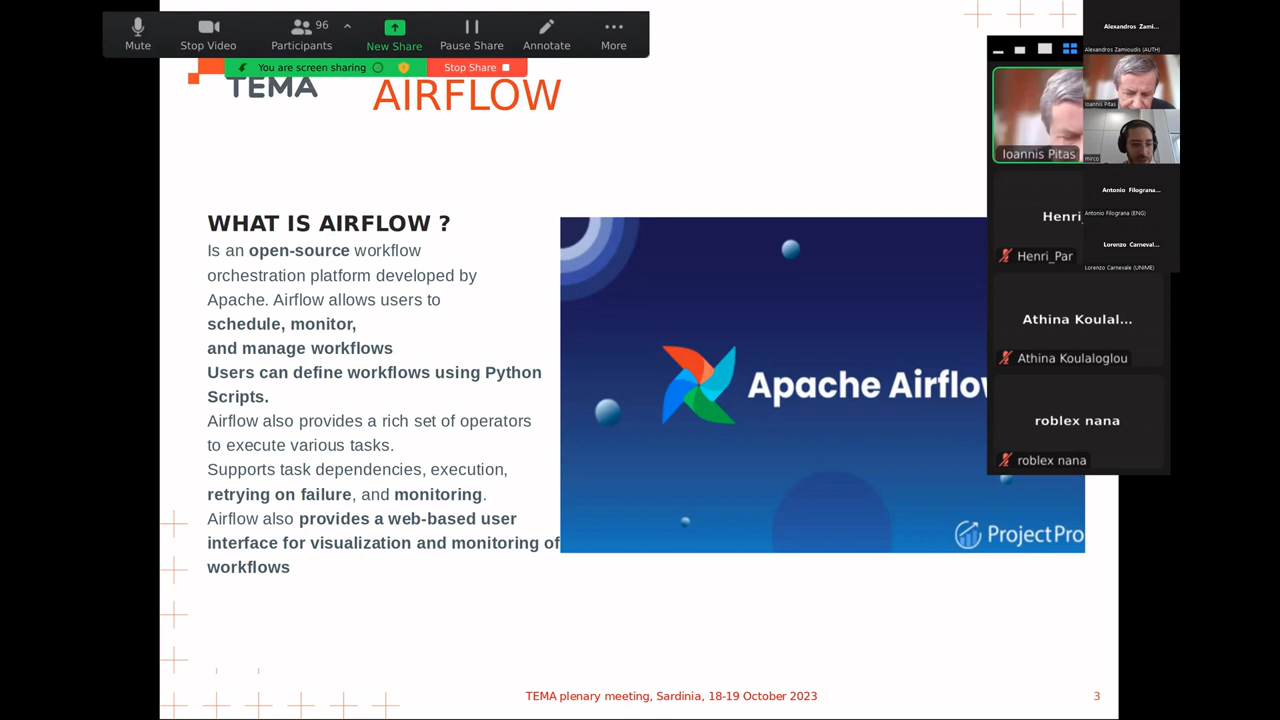 Mute
Stop Video
Participants
96
New Share
Pause Share
Annotate
More
You are screen sharing
Stop Share
TEMA
AIRFLOW
WHAT IS AIRFLOW ?
Is an open-source workflow
orchestration platform developed by
Apache. Airflow allows users to
schedule, monitor,
and manage workflows
Users can define workflows using Python
Scripts.
Airflow also provides a rich set of operators
to execute various tasks.
Supports task dependencies, execution,
retrying on failure, and monitoring.
Airflow also provides a web-based user
interface for visualization and monitoring of
workflows
Apache Airflow
ProjectPro
Ioannis Pitas
Henri
Henri_Par
Athina Koulal...
Athina Koulaloglou
roblex nana
roblex nana
Alexandros Zami...
Alexandros Zamioudis (AUTH)
Ioannis Pitas
mirco
Antonio Filograna...
Antonio Filograna (ENG)
Lorenzo Carneval...
Lorenzo Carnevale (UNIME)
TEMA plenary meeting, Sardinia, 18-19 October 2023
3